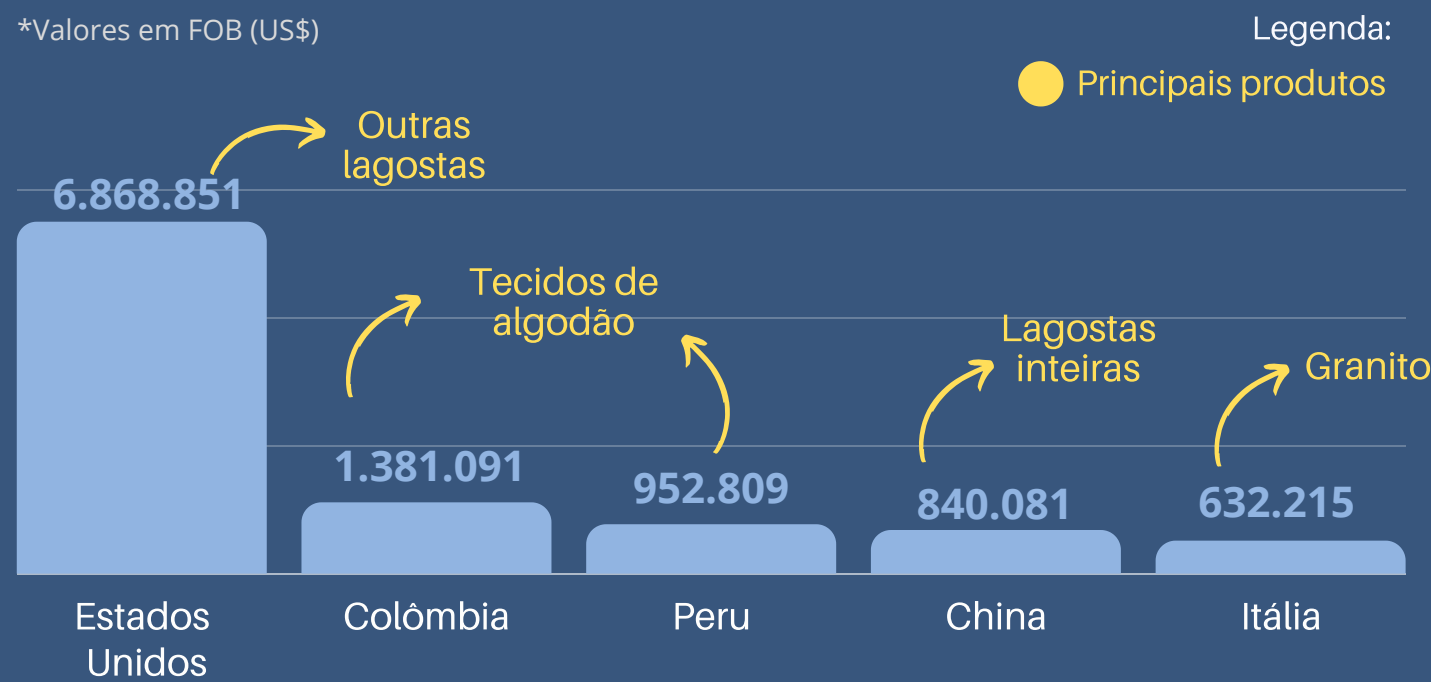 *Valores em FOB (US$)
Legenda:
Principais produtos
Outras
lagostas
6.868.851
Tecidos de
algodão
Lagostas
inteiras
Granito
1.381.091
952.809
840.081
632.215
Estados
Unidos
Colômbia
Peru
China
Itália